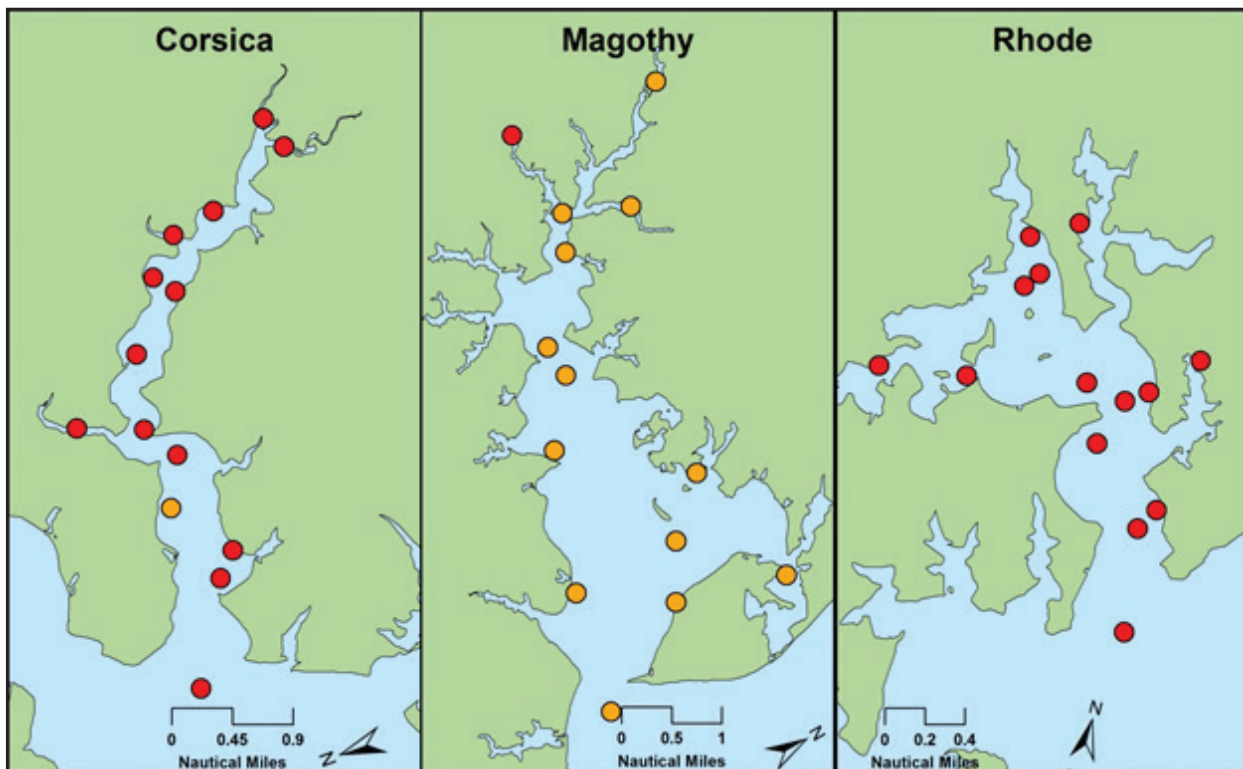 Corsica
Magothy
Rhode
0 0.45 0.9
Nautical Miles
N
0 0.5 1
Nautical Miles
N
0 0.2 0.4
Nautical Miles
N